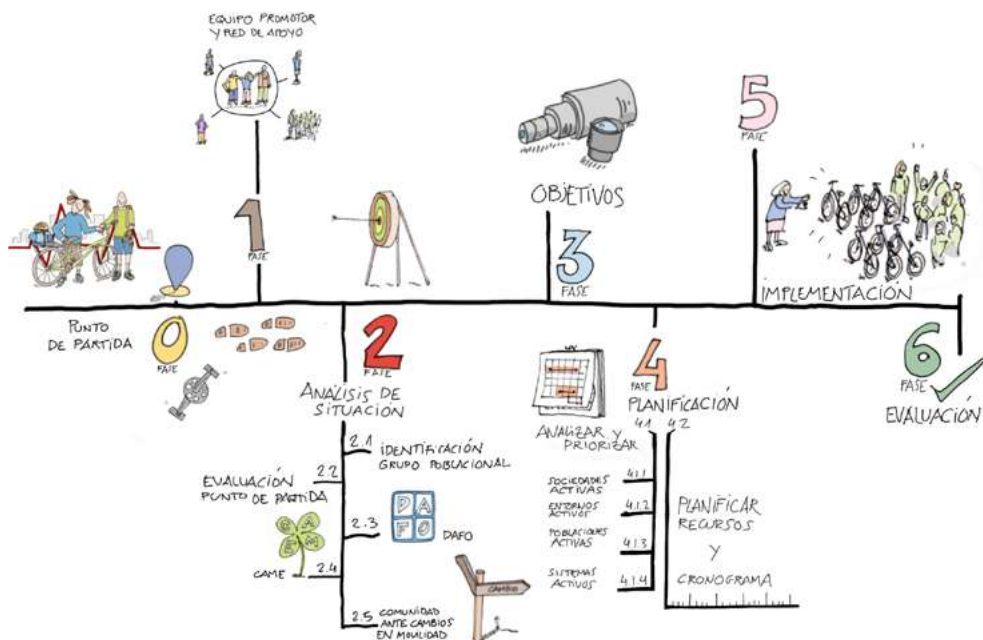 EQUIPO PROMOTOR
Y RED DE APOYO
1
FASE
PUNTO
DE PARTIDA
0
FASE
2
FASE
ANÁLISIS DE
SITUACIÓN
2.1
IDENTIFICACIÓN
GRUPO POBLACIONAL
2.2
EVALUACIÓN
PUNTO DE PARTIDA
2.3
DAFO
DAFO
2.4
CAME
CAME
2.5
COMUNIDAD
ANTE CAMBIOS
EN MOVILIDAD
CAMBIO
OBJETIVOS
3
FASE
4
FASE
PLANIFICACIÓN
4.1
ANALIZAR Y
PRIORIZAR
4.1.1
SOCIEDADES
ACTIVAS
4.1.2
ENTORNOS
ACTIVOS
4.1.3
POBLACIONES
ACTIVAS
4.1.4
SISTEMAS
ACTIVOS
4.2
PLANIFICAR
RECURSOS
Y
CRONOGRAMA
5
FASE
IMPLEMENTACIÓN
6
FASE
EVALUACIÓN